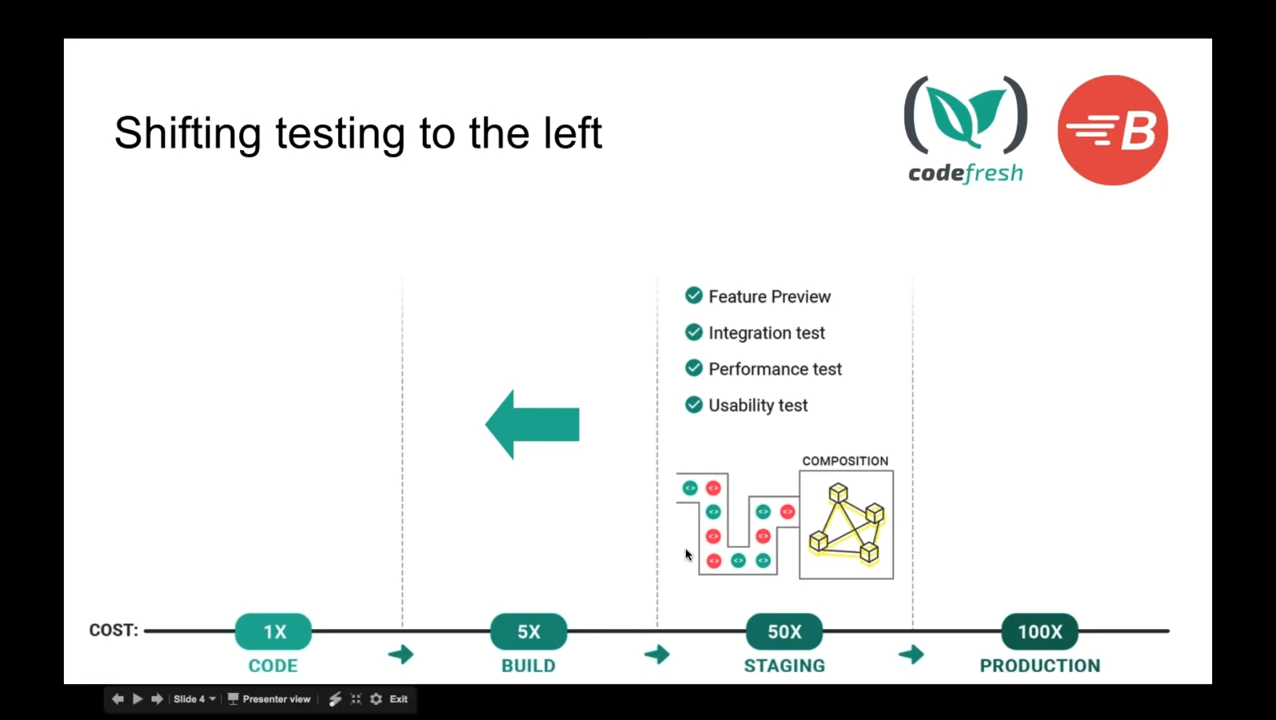 Shifting testing to the left
codefresh
B
Feature Preview
Integration test
Performance test
Usability test
COMPOSITION
COST:
1X
5X
50X
100X
CODE
BUILD
STAGING
PRODUCTION
Slide 4
Presenter view
Exit